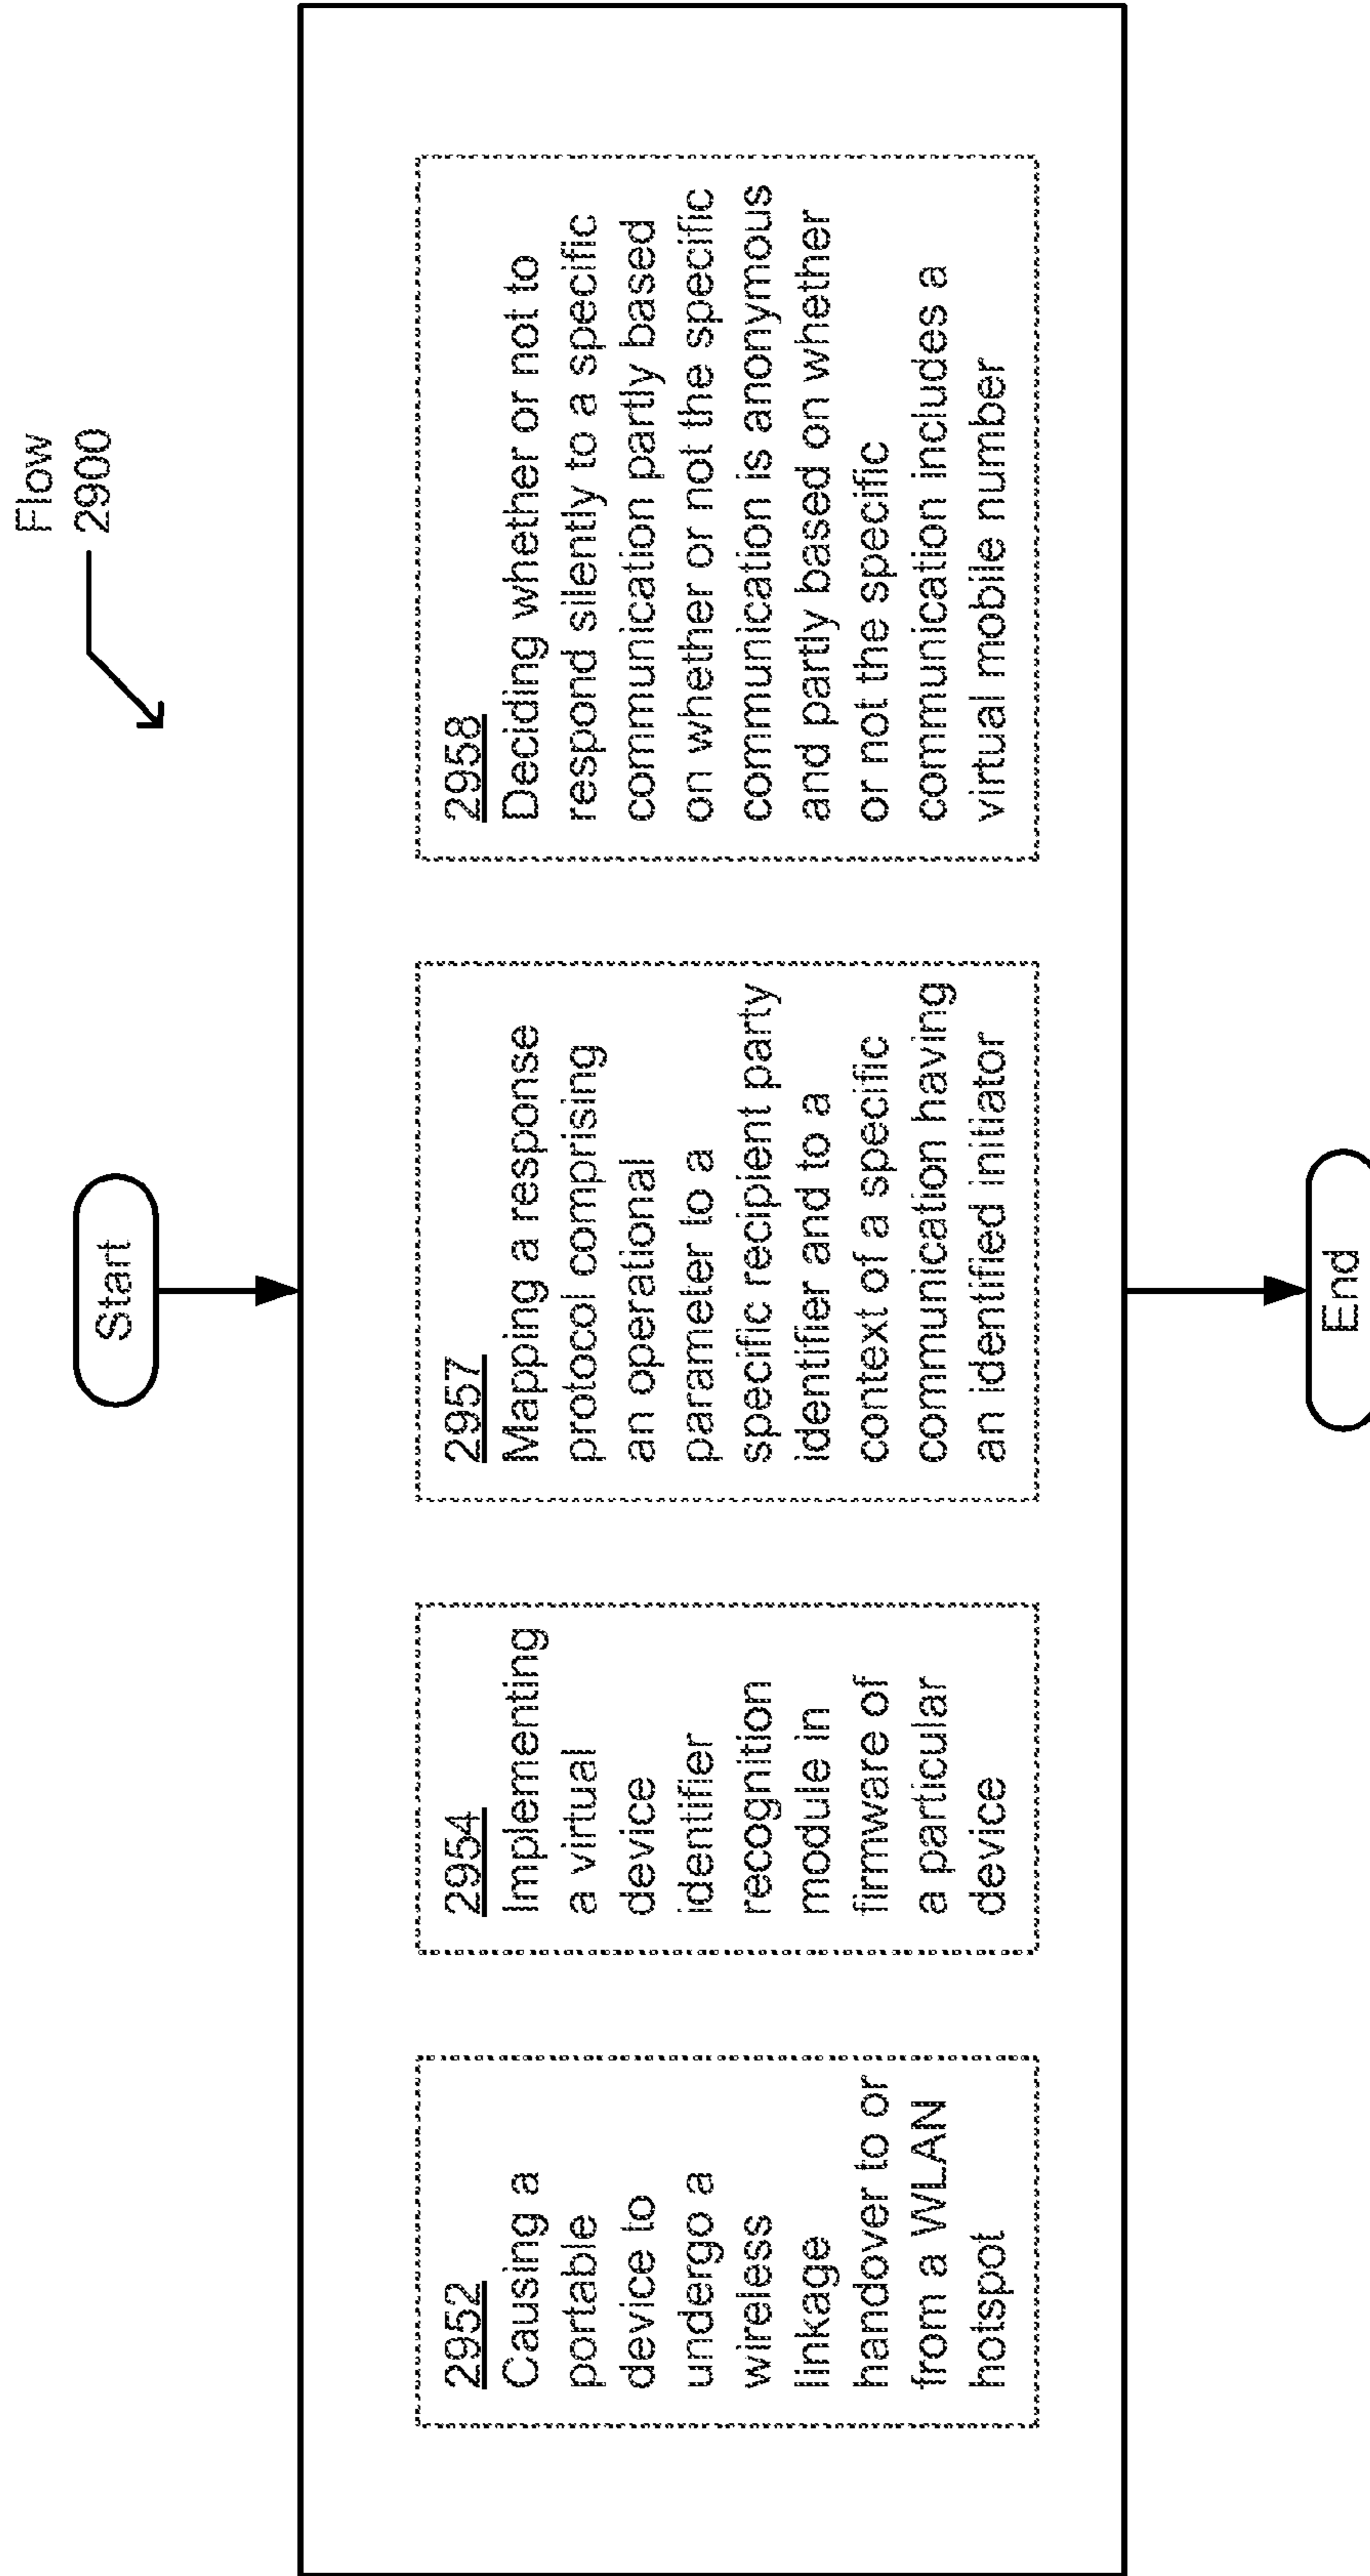 Flow
2900
Start
2952
Causing a
portable
device to
undergo a
wireless
linkage
handover to or
from a WLAN
hotspot
2954
Implementing
a virtual
device
identifier
recognition
module in
firmware of
a particular
device
2957
Mapping a response
protocol comprising
an operational
parameter to a
specific recipient party
identifier and to a
context of a specific
communication having
an identified initiator
2958
Deciding whether or not to
respond silently to a specific
communication partly based
on whether or not the specific
communication is anonymous
and partly based on whether
or not the specific
communication includes a
virtual mobile number
End